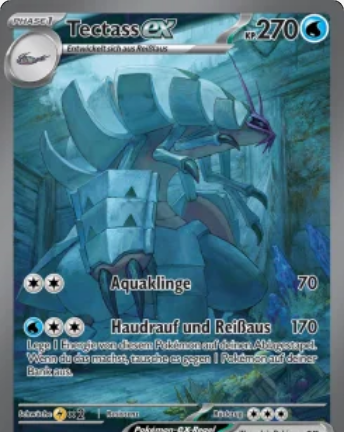 PHASE 1
Tectass ex KP 270
Entwickelt sich aus Reißlaus
Aquaklinge 70
Haudrauf und Reißaus 170
Lege 1 Energie von diesem Pokémon auf deinen Ablagestapel.
Wenn du das machst, tausche es gegen 1 Pokémon auf deiner
Bank aus.
Schwäche ×2 Resistenz Rückzug
Pokémon-ex-Regel